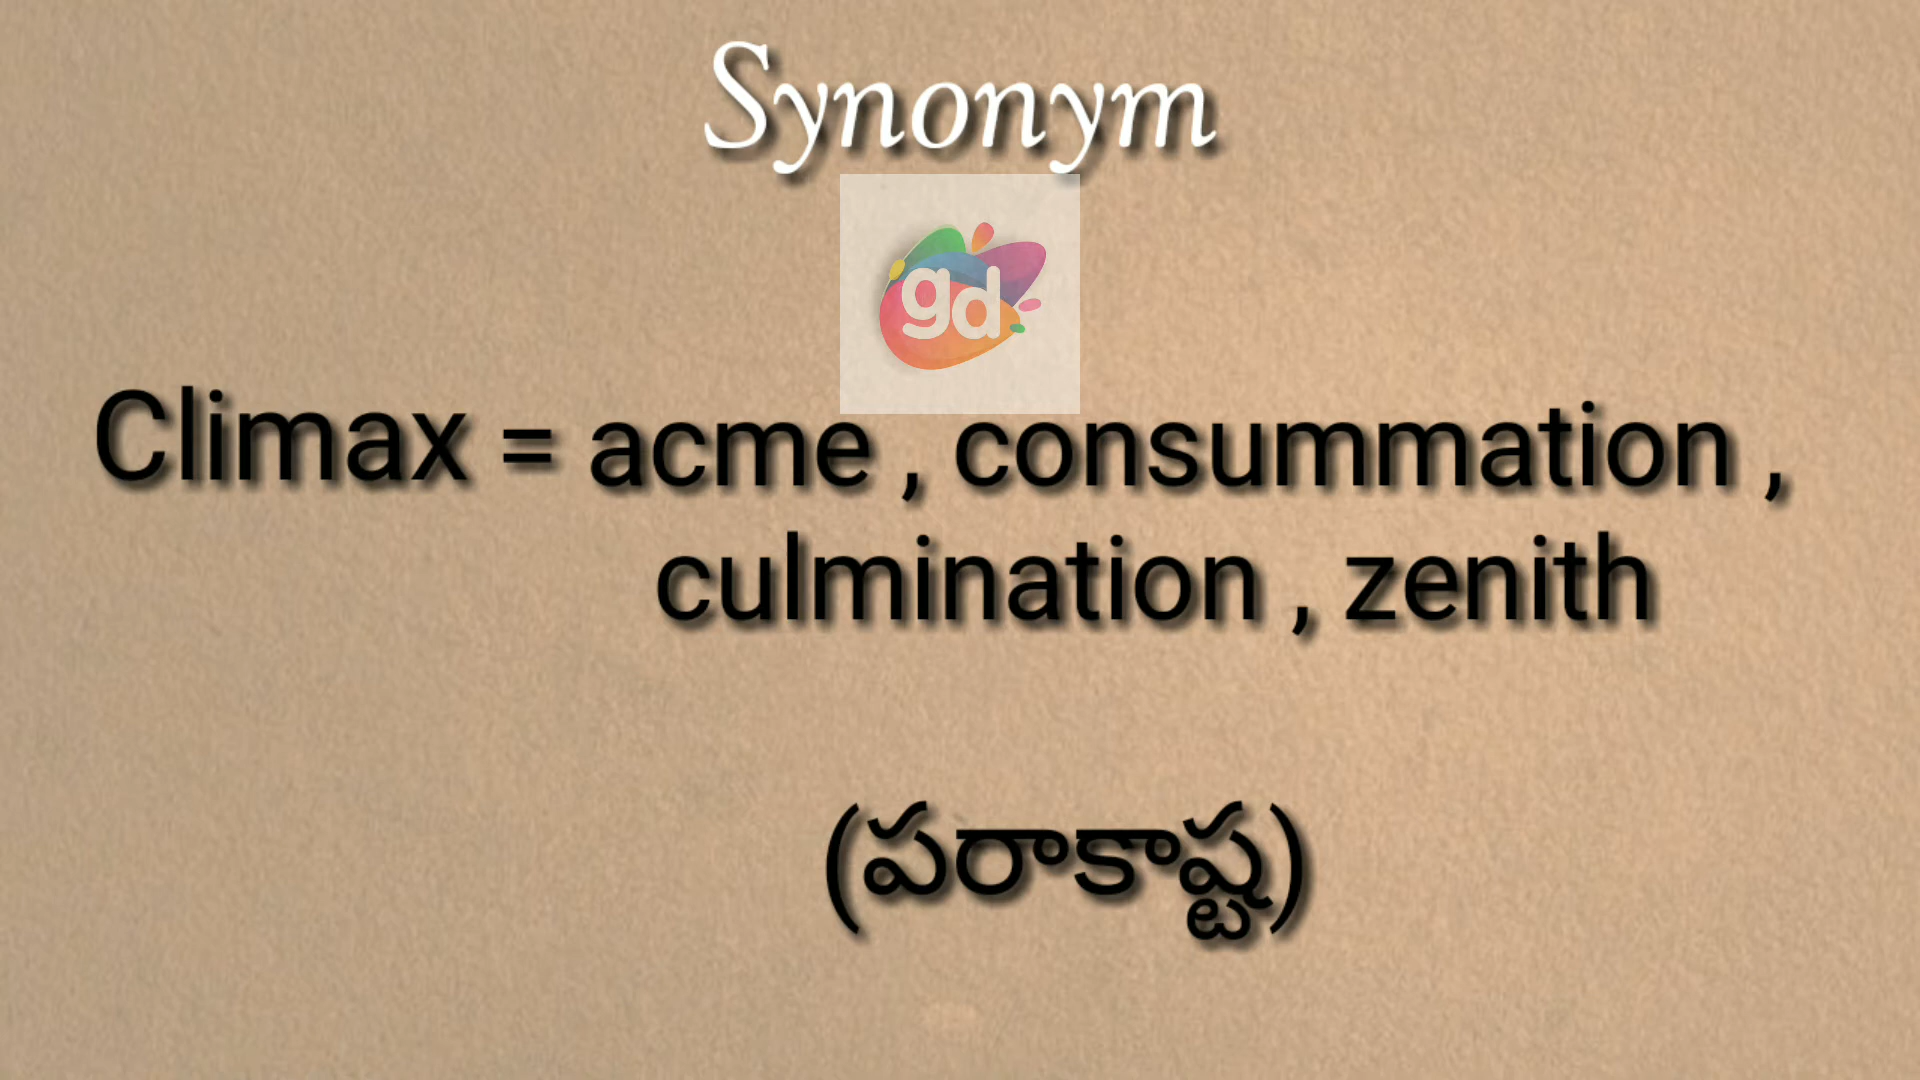 Synonym
gd
Climax = acme , consummation ,
culmination , zenith
(పరాకాష్ట)